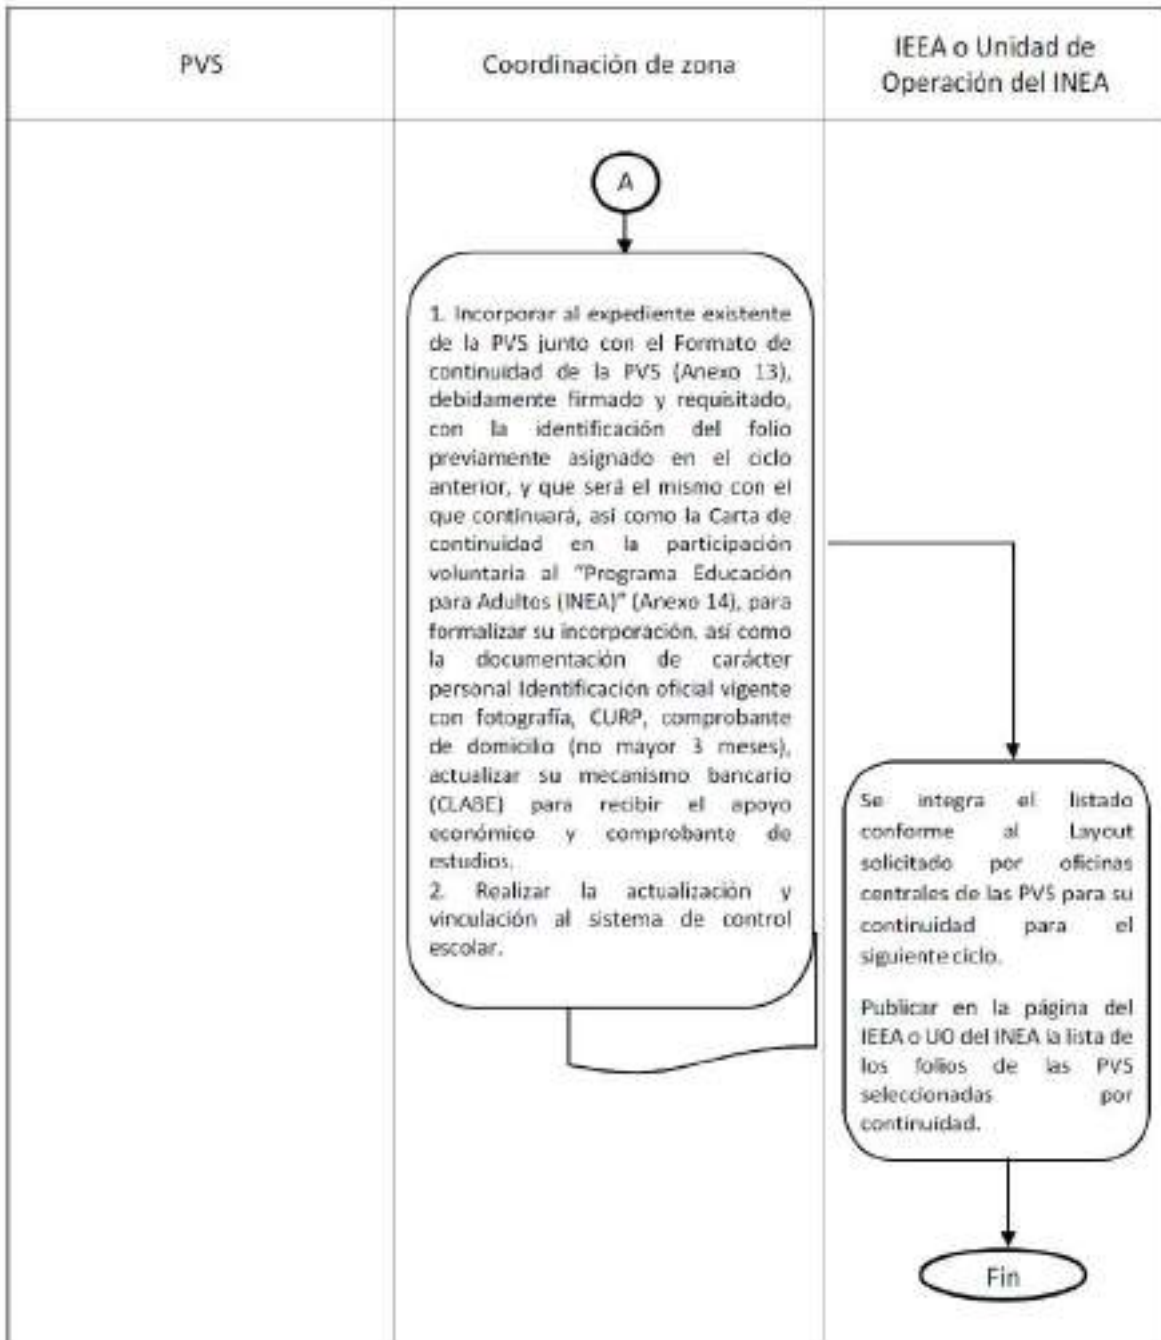 PVS
Coordinación de zona
IEEA o Unidad de
Operación del INEA
A
1. Incorporar al expediente existente
de la PVS junto con el Formato de
continuidad de la PVS (Anexo 13),
debidamente firmado y requisitado,
con la identificación del folio
previamente asignado en el ciclo
anterior, y que será el mismo con el
que continuará, así como la Carta de
continuidad en la participación
voluntaria al "Programa Educación
para Adultos (INEA)" (Anexo 14), para
formalizar su incorporación, así como
la documentación de carácter
personal Identificación oficial vigente
con fotografía, CURP, comprobante
de domicilio (no mayor 3 meses),
actualizar su mecanismo bancario
(CLABE) para recibir el apoyo
económico y comprobante de
estudios.
2. Realizar la actualización y
vinculación al sistema de control
escolar.
Se integra el listado
conforme al Layout
solicitado por oficinas
centrales de las PVS para su
continuidad para el
siguiente ciclo.
Publicar en la página del
IEEA o UO del INEA la lista de
los folios de las PVS
seleccionadas por
continuidad.
Fin